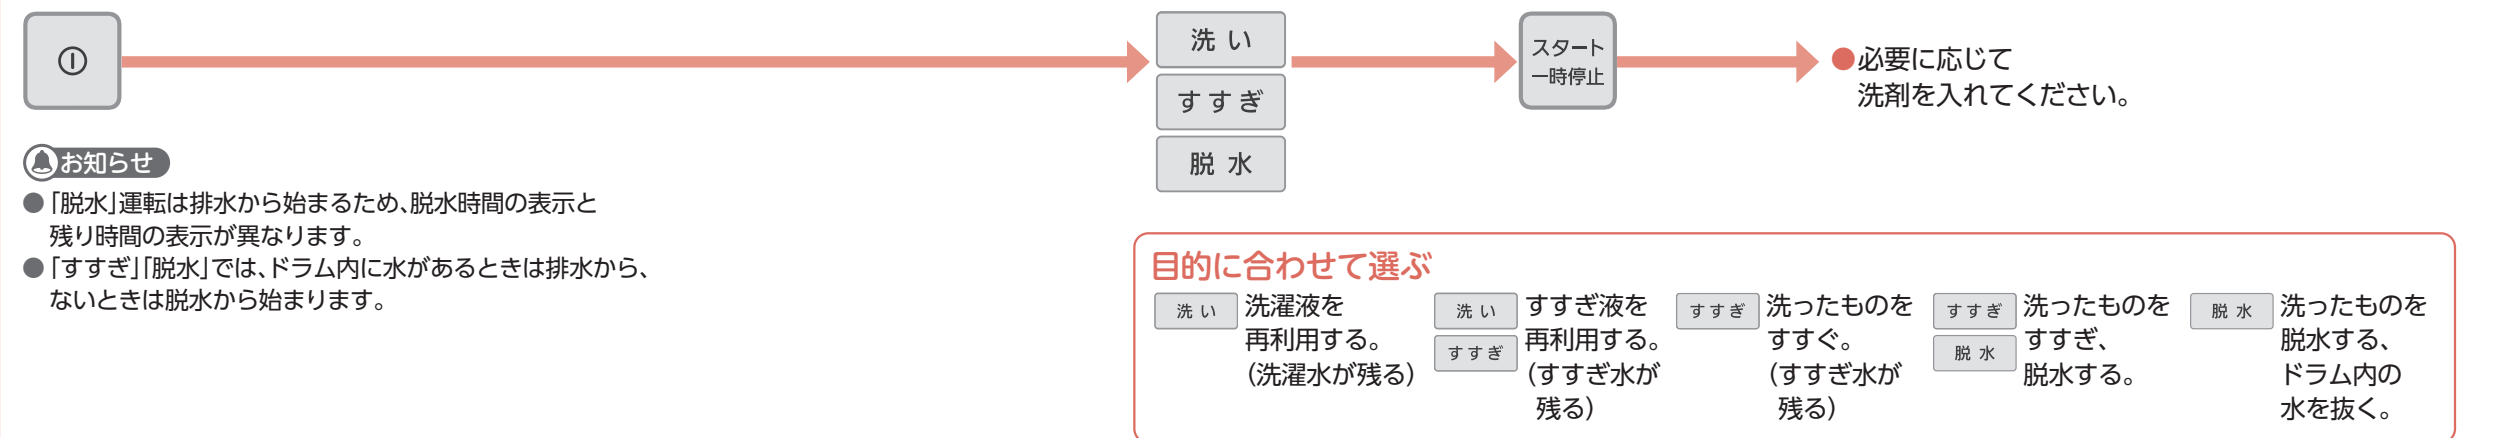 洗い
すすぎ
脱水
スタート
一時停止
●必要に応じて
洗剤を入れてください。
お知らせ
●「脱水」運転は排水から始まるため、脱水時間の表示と
残り時間の表示が異なります。
●「すすぎ」「脱水」では、ドラム内に水があるときは排水から、
ないときは脱水から始まります。
目的に合わせて選ぶ
洗い
洗濯液を
再利用する。
（洗濯水が残る）
洗い
すすぎ
すすぎ液を
再利用する。
（すすぎ水が
残る）
すすぎ
洗ったものを
すすぐ。
（すすぎ水が
残る）
すすぎ
脱水
洗ったものを
すすぎ、
脱水する。
脱水
洗ったものを
脱水する、
ドラム内の
水を抜く。